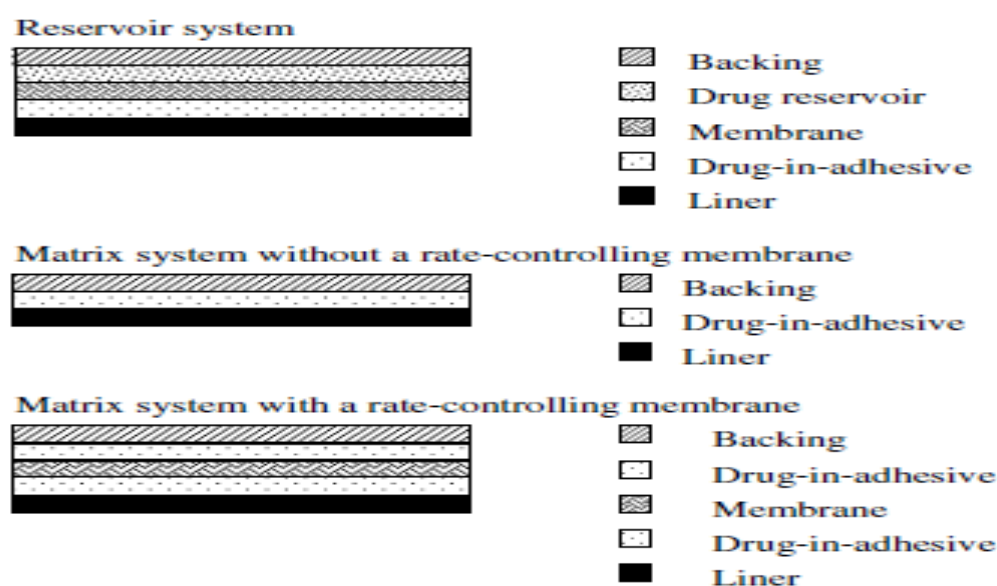 Reservoir system
Backing
Drug reservoir
Membrane
Drug-in-adhesive
Liner
Matrix system without a rate-controlling membrane
Backing
Drug-in-adhesive
Liner
Matrix system with a rate-controlling membrane
Backing
Drug-in-adhesive
Membrane
Drug-in-adhesive
Liner